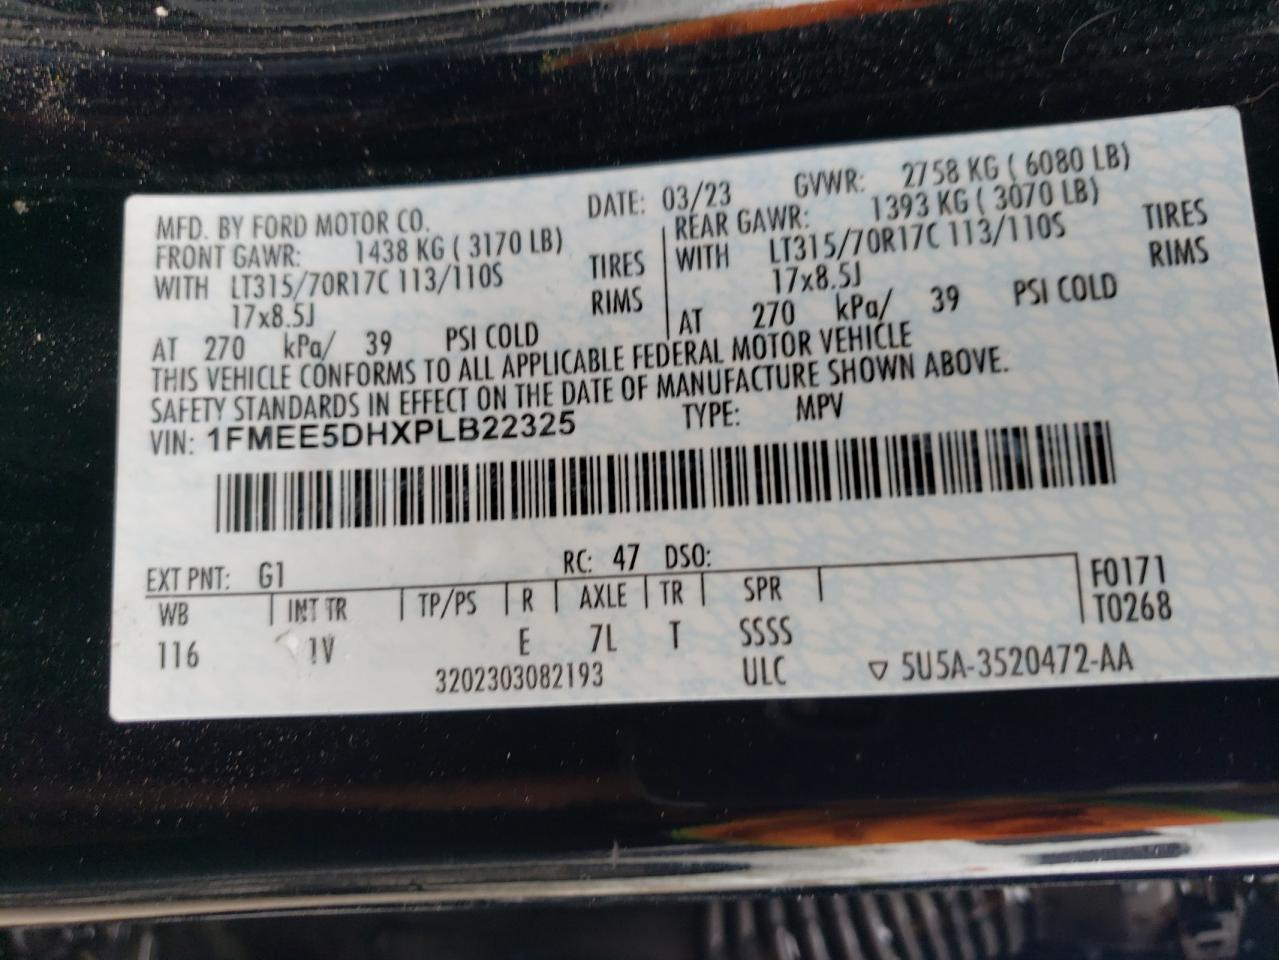 MFD. BY FORD MOTOR CO. DATE: 03/23 GVWR: 2758 KG ( 6080 LB)
FRONT GAWR: 1438 KG ( 3170 LB) REAR GAWR: 1393 KG ( 3070 LB)
WITH LT315/70R17C 113/110S TIRES WITH LT315/70R17C 113/110S TIRES
17x8.5J RIMS 17x8.5J RIMS
AT 270 kPa/ 39 PSI COLD AT 270 kPa/ 39 PSI COLD
THIS VEHICLE CONFORMS TO ALL APPLICABLE FEDERAL MOTOR VEHICLE
SAFETY STANDARDS IN EFFECT ON THE DATE OF MANUFACTURE SHOWN ABOVE.
VIN: 1FMEE5DHXPLB22325 TYPE: MPV
EXT PNT: G1 RC: 47 DSO:
WB INT TR TP/PS R AXLE TR SPR F0171
T0268
116 1V E 7L T SSSS
3202303082193 ULC ▽ 5U5A-3520472-AA